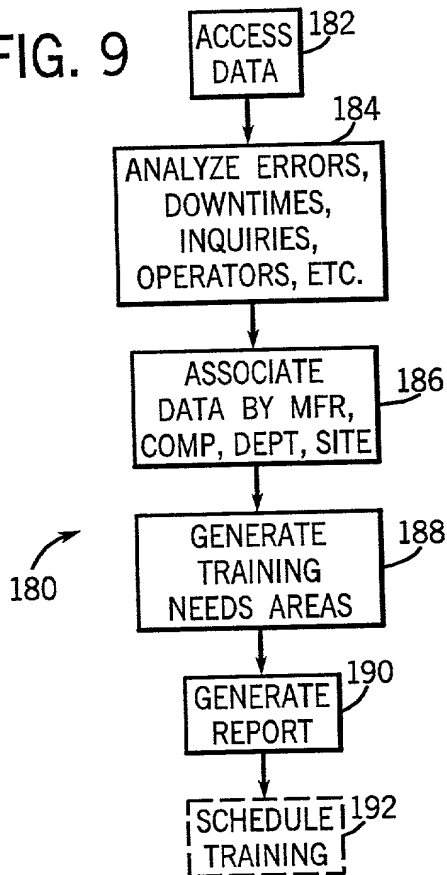 FIG. 9
ACCESS
DATA
182
184
ANALYZE ERRORS,
DOWNTIMES,
INQUIRIES,
OPERATORS, ETC.
ASSOCIATE
DATA BY MFR,
COMP, DEPT, SITE
186
GENERATE
TRAINING
NEEDS AREAS
188
180
GENERATE
REPORT
190
SCHEDULE
TRAINING
192